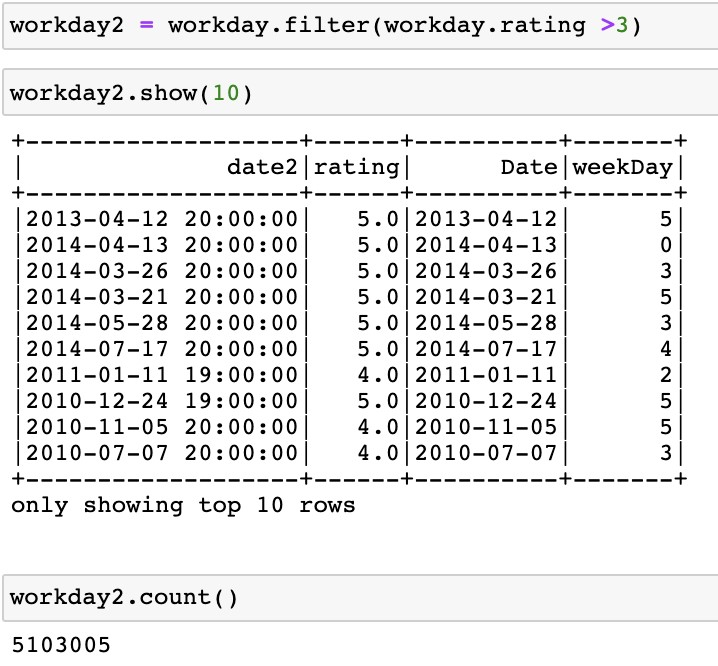 workday2 = workday.filter(workday.rating >3)
workday2.show(10)
+-------------------+------+----------+-------+
|              date2|rating|      Date|weekDay|
+-------------------+------+----------+-------+
|2013-04-12 20:00:00|   5.0|2013-04-12|      5|
|2014-04-13 20:00:00|   5.0|2014-04-13|      0|
|2014-03-26 20:00:00|   5.0|2014-03-26|      3|
|2014-03-21 20:00:00|   5.0|2014-03-21|      5|
|2014-05-28 20:00:00|   5.0|2014-05-28|      3|
|2014-07-17 20:00:00|   5.0|2014-07-17|      4|
|2011-01-11 19:00:00|   4.0|2011-01-11|      2|
|2010-12-24 19:00:00|   5.0|2010-12-24|      5|
|2010-11-05 20:00:00|   4.0|2010-11-05|      5|
|2010-07-07 20:00:00|   4.0|2010-07-07|      3|
+-------------------+------+----------+-------+
only showing top 10 rows
workday2.count()
5103005